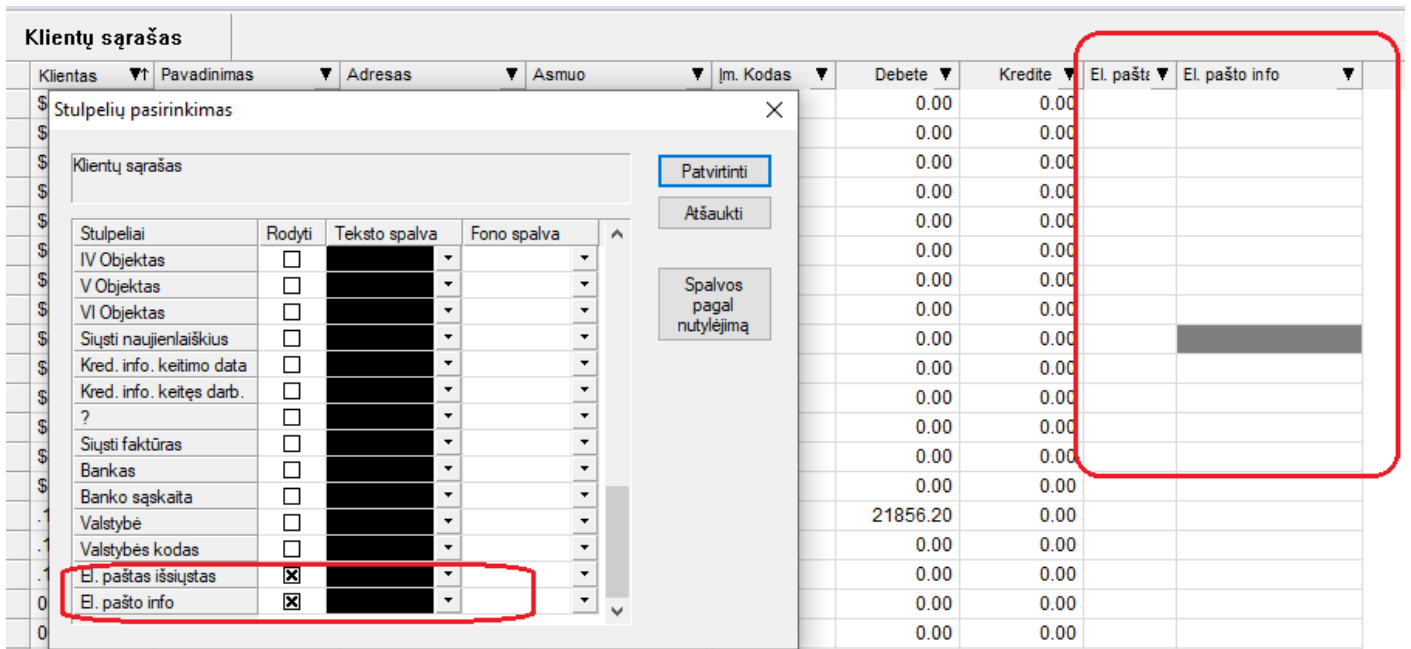 Klientų sąrašas
Klientas Pavadinimas Adresas Asmuo Įm. Kodas Debete Kredite El. pašta El. pašto info
$ 0.00 0.00
Stulpelių pasirinkimas
$ 0.00 0.00
$ Klientų sąrašas Patvirtinti 0.00 0.00
$ 0.00 0.00
$ Atšaukti 0.00 0.00
Stulpeliai Rodyti Teksto spalva Fono spalva
$ IV Objektas 0.00 0.00
$ V Objektas Spalvos pagal nutylėjimą 0.00 0.00
$ VI Objektas 0.00 0.00
$ Siųsti naujienlaiškius 0.00 0.00
$ Kred. info. keitimo data 0.00 0.00
$ Kred. info. keitęs darb. 0.00 0.00
$ ? 0.00 0.00
$ Siųsti faktūras 0.00 0.00
Bankas
$ Banko sąskaita 0.00 0.00
.1 Valstybė 21856.20 0.00
.1 Valstybės kodas 0.00 0.00
.1 El. paštas išsiųstas 0.00 0.00
0 El. pašto info 0.00 0.00
0 0.00 0.00